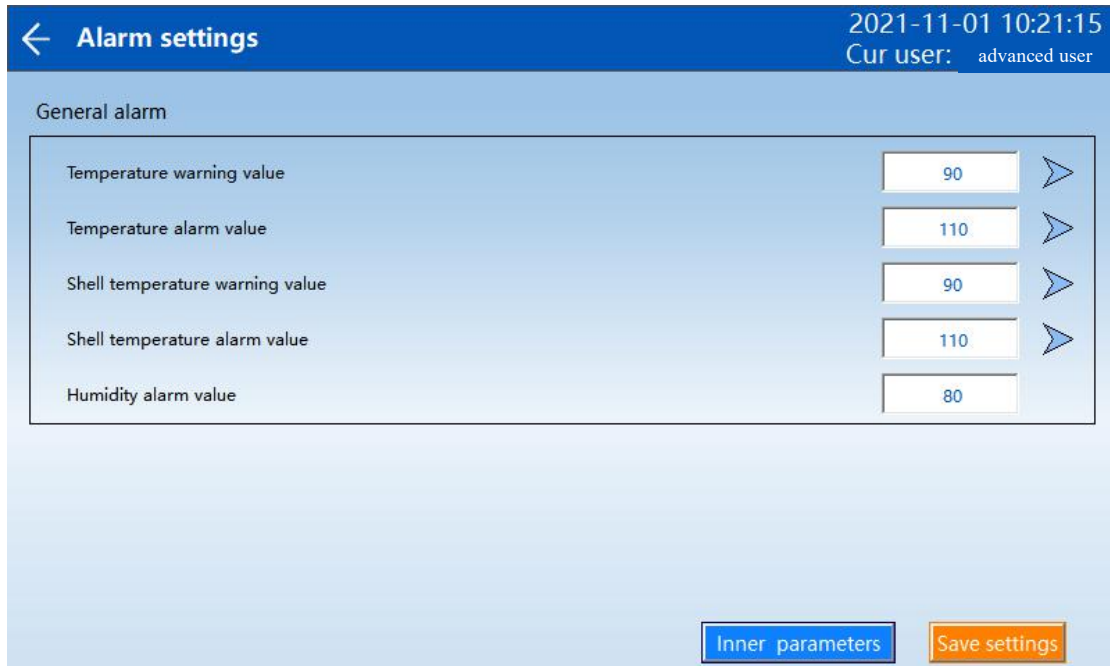 Alarm settings
2021-11-01 10:21:15
Cur user: advanced user
General alarm
Temperature warning value 90
Temperature alarm value 110
Shell temperature warning value 90
Shell temperature alarm value 110
Humidity alarm value 80
Inner parameters
Save settings